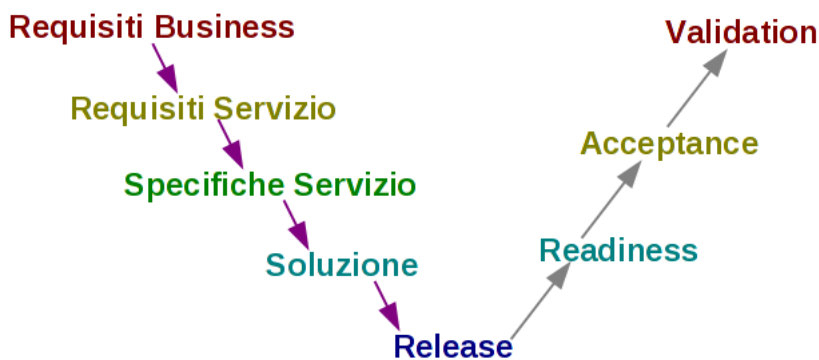 Requisiti Business
Validation
Requisiti Servizio
Acceptance
Specifiche Servizio
Readiness
Soluzione
Release